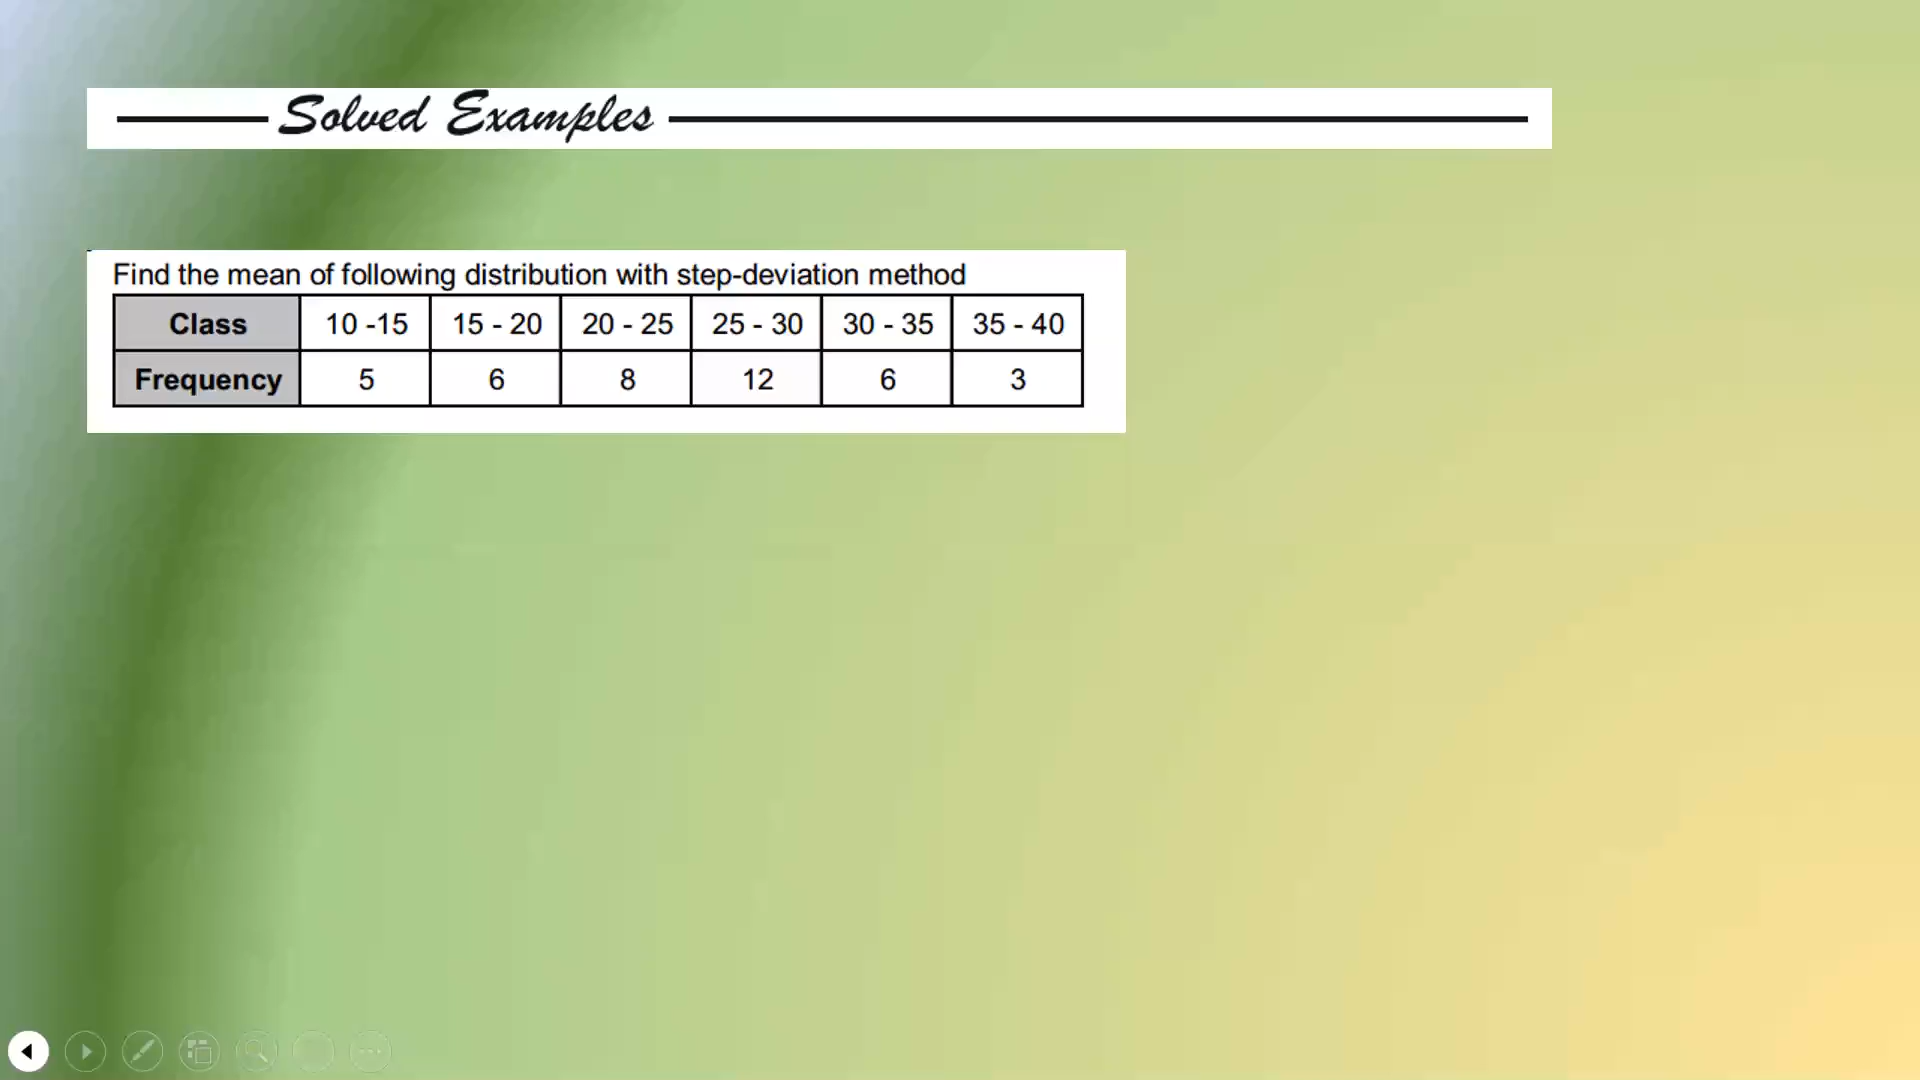 Solved Examples
Find the mean of following distribution with step-deviation method
Class 10 -15 15 - 20 20 - 25 25 - 30 30 - 35 35 - 40
Frequency 5 6 8 12 6 3